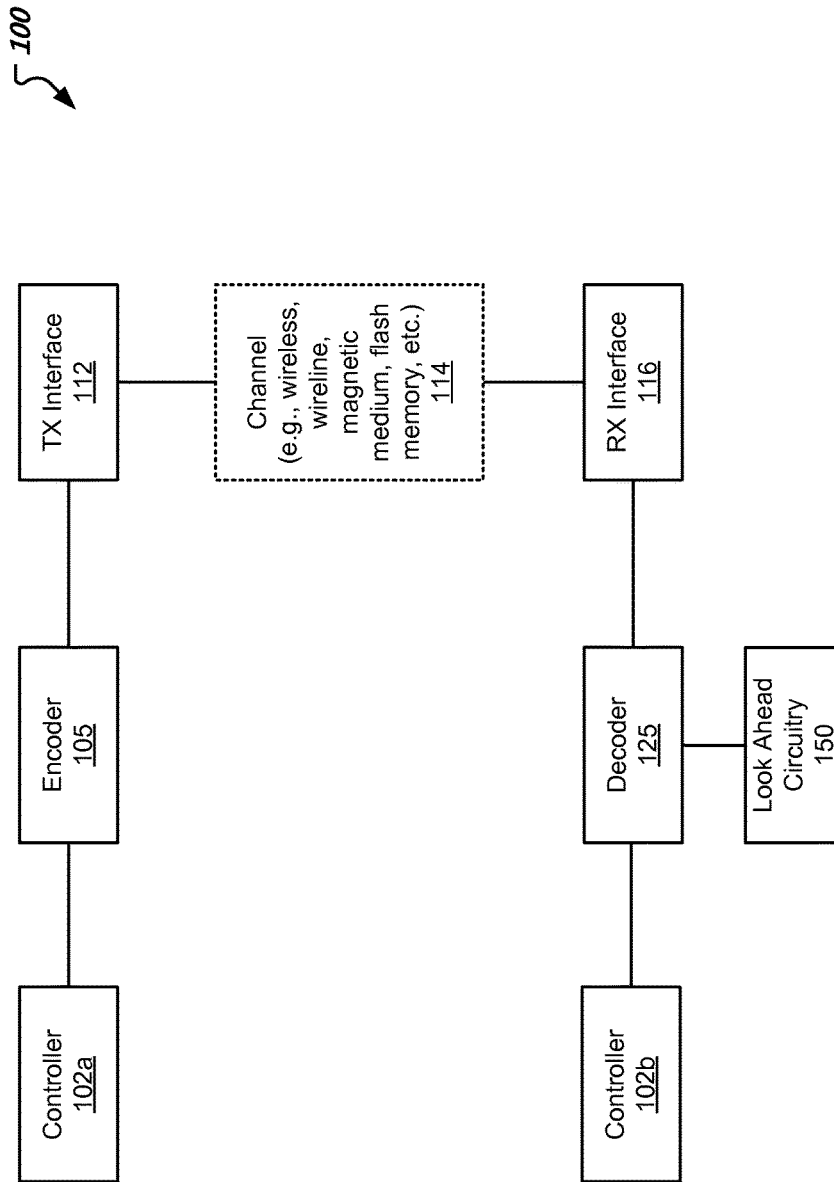 100
Controller
102a
Encoder
105
TX Interface
112
Channel
(e.g., wireless,
wireline,
magnetic
medium, flash
memory, etc.)
114
Controller
102b
Decoder
125
RX Interface
116
Look Ahead
Circuitry
150